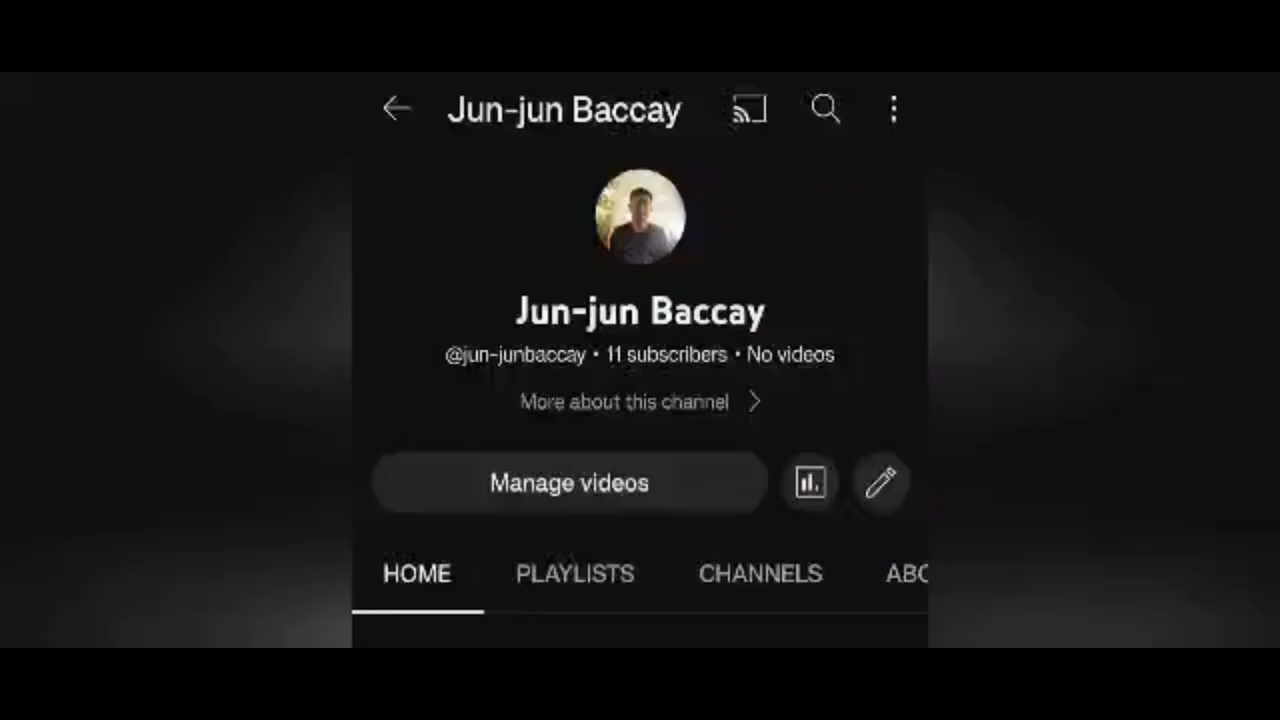 Jun-jun Baccay
Jun-jun Baccay
@jun-junbaccay • 11 subscribers • No videos
More about this channel
Manage videos
HOME PLAYLISTS CHANNELS ABC